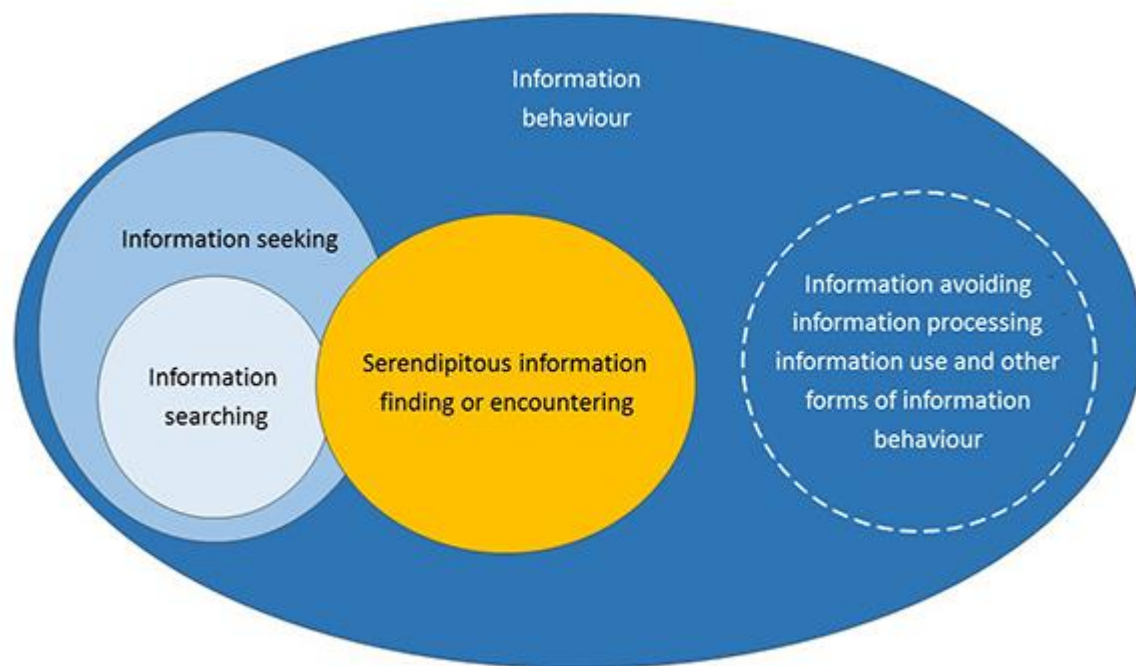 Information
behaviour
Information seeking
Information
searching
Serendipitous information
finding or encountering
Information avoiding
information processing
information use and other
forms of information
behaviour